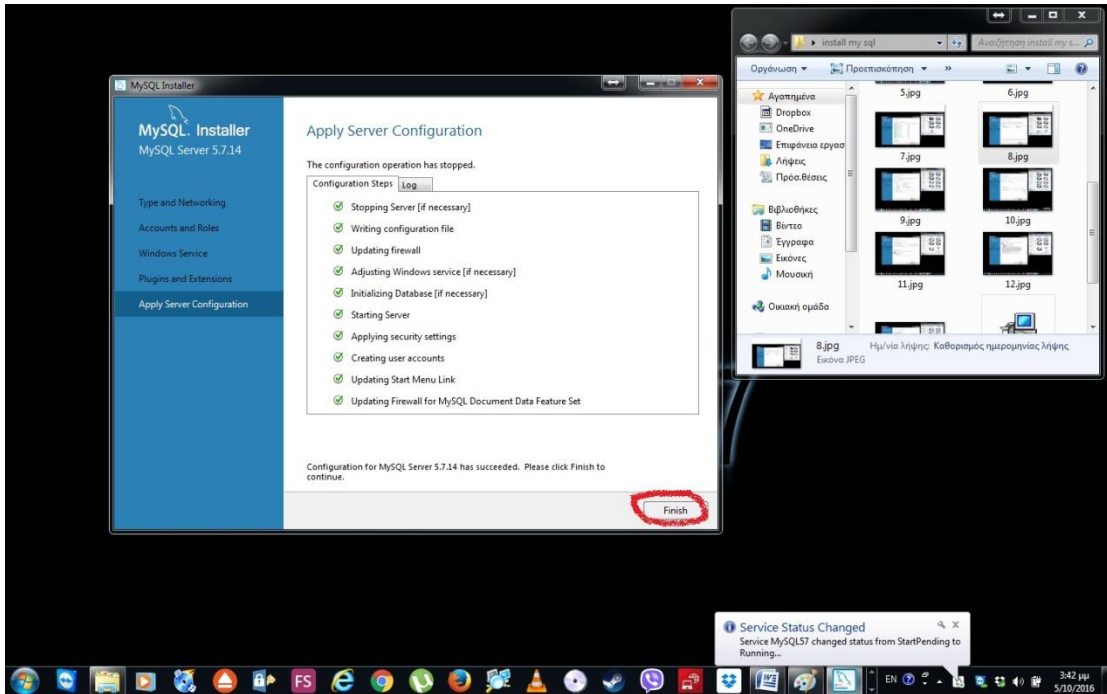 MySQL Installer
MySQL. Installer
MySQL Server 5.7.14
Type and Networking
Accounts and Roles
Windows Service
Plugins and Extensions
Apply Server Configuration
Apply Server Configuration
The configuration operation has stopped.
Configuration Steps Log
Stopping Server [if necessary]
Writing configuration file
Updating firewall
Adjusting Windows service [if necessary]
Initializing Database [if necessary]
Starting Server
Applying security settings
Creating user accounts
Updating Start Menu Link
Updating Firewall for MySQL Document Data Feature Set
Configuration for MySQL Server 5.7.14 has succeeded. Please click Finish to
continue.
Finish
install my sql
Αναζήτηση install my s...
Οργάνωση
Προεπισκόπηση
»
Αγαπημένα
Dropbox
OneDrive
Επιφάνεια εργασ
Λήψεις
Πρόσ.θέσεις
Βιβλιοθήκες
Βίντεο
Έγγραφα
Εικόνες
Μουσική
Οικιακή ομάδα
5.jpg 6.jpg
7.jpg 8.jpg
9.jpg 10.jpg
11.jpg 12.jpg
8.jpg Ημ/νία λήψης: Καθορισμός ημερομηνίας λήψης
Εικόνα JPEG
Service Status Changed
Service MySQL57 changed status from StartPending to
Running...
FS
EN
3:42 μμ
5/10/2016